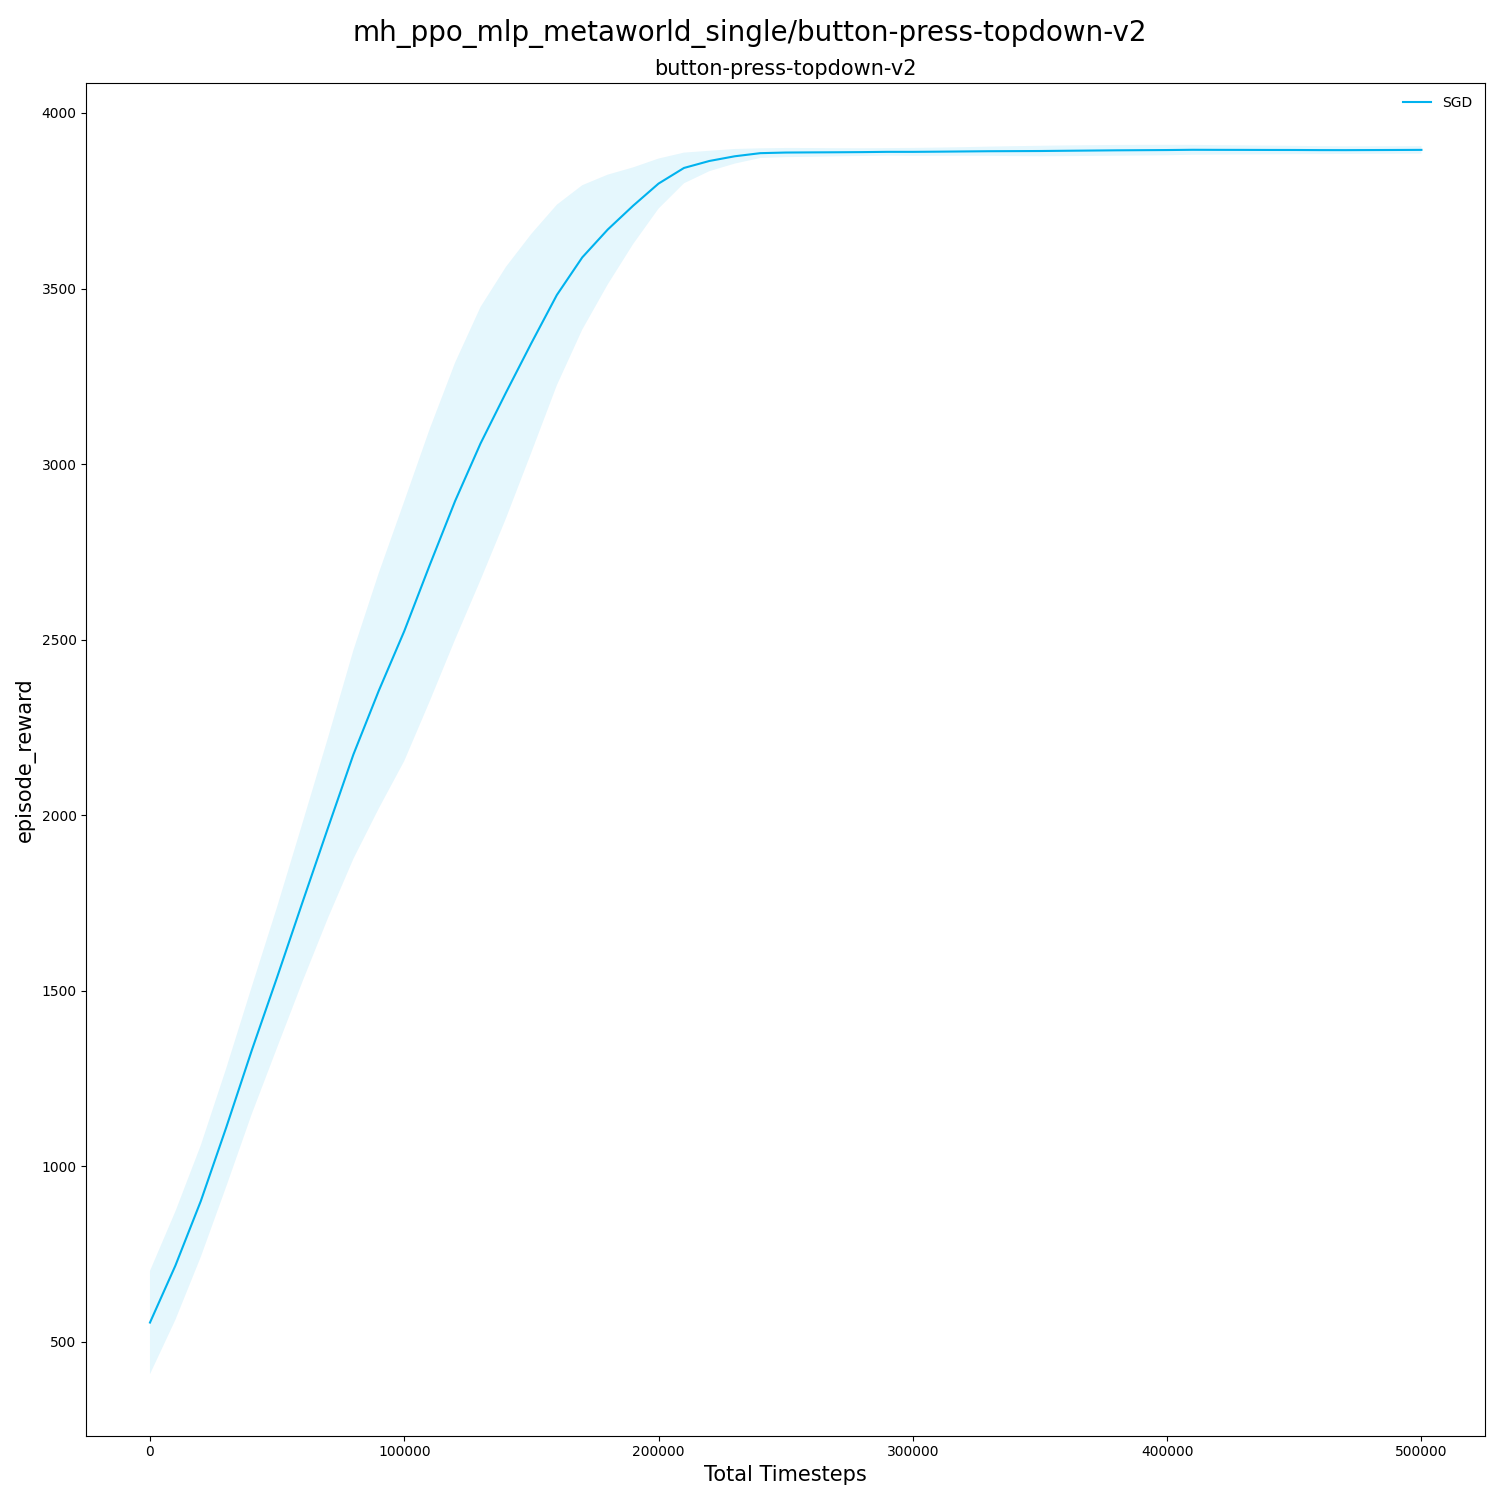 mh_ppo_mlp_metaworld_single/button-press-topdown-v2
button-press-topdown-v2
SGD
4000
3500
3000
2500
2000
1500
1000
500
episode_reward
0 100000 200000 300000 400000 500000
Total Timesteps